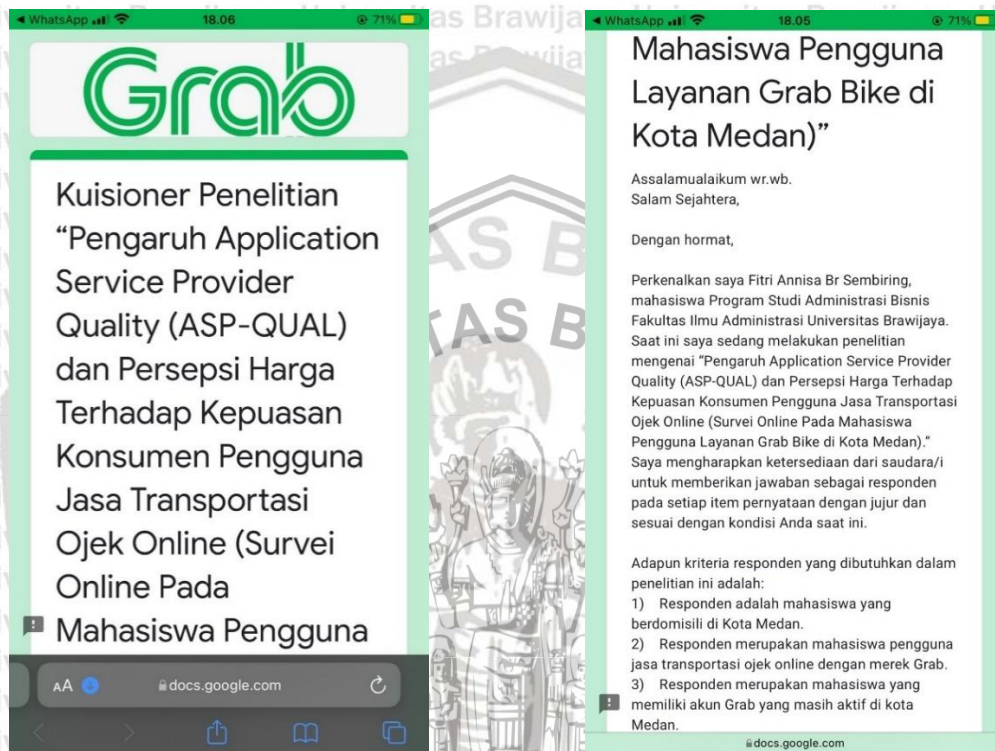 WhatsApp
18.06
71%
Grab
Kuisioner Penelitian
“Pengaruh Application
Service Provider
Quality (ASP-QUAL)
dan Persepsi Harga
Terhadap Kepuasan
Konsumen Pengguna
Jasa Transportasi
Ojek Online (Survei
Online Pada
Mahasiswa Pengguna
AA
docs.google.com
WhatsApp
18.05
71%
Mahasiswa Pengguna
Layanan Grab Bike di
Kota Medan)”
Assalamualaikum wr.wb.
Salam Sejahtera,
Dengan hormat,
Perkenalkan saya Fitri Annisa Br Sembiring,
mahasiswa Program Studi Administrasi Bisnis
Fakultas Ilmu Administrasi Universitas Brawijaya.
Saat ini saya sedang melakukan penelitian
mengenai “Pengaruh Application Service Provider
Quality (ASP-QUAL) dan Persepsi Harga Terhadap
Kepuasan Konsumen Pengguna Jasa Transportasi
Ojek Online (Survei Online Pada Mahasiswa
Pengguna Layanan Grab Bike di Kota Medan).”
Saya mengharapkan ketersediaan dari saudara/i
untuk memberikan jawaban sebagai responden
pada setiap item pernyataan dengan jujur dan
sesuai dengan kondisi Anda saat ini.
Adapun kriteria responden yang dibutuhkan dalam
penelitian ini adalah:
1) Responden adalah mahasiswa yang
berdomisili di Kota Medan.
2) Responden merupakan mahasiswa pengguna
jasa transportasi ojek online dengan merek Grab.
3) Responden merupakan mahasiswa yang
memiliki akun Grab yang masih aktif di kota
Medan.
docs.google.com
as Brawija
AS B
TAS B